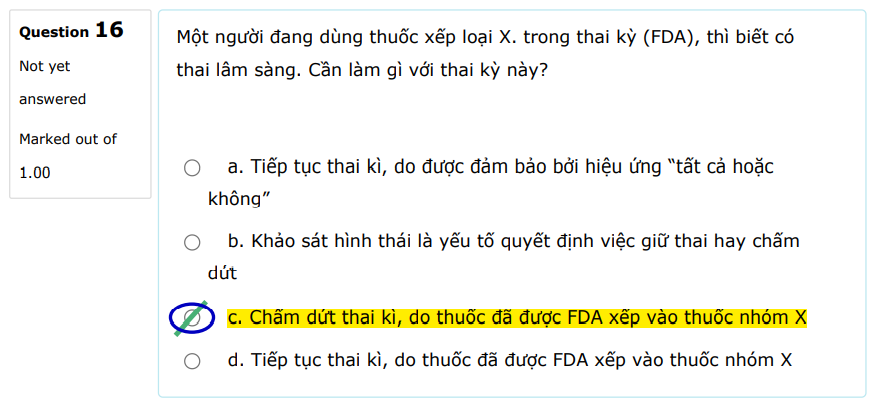 Question 16
Not yet
answered
Marked out of
1.00
Một người đang dùng thuốc xếp loại X. trong thai kỳ (FDA), thì biết có
thai lâm sàng. Cần làm gì với thai kỳ này?
a. Tiếp tục thai kì, do được đảm bảo bởi hiệu ứng “tất cả hoặc
không”
b. Khảo sát hình thái là yếu tố quyết định việc giữ thai hay chấm
dứt
c. Chấm dứt thai kì, do thuốc đã được FDA xếp vào thuốc nhóm X
d. Tiếp tục thai kì, do thuốc đã được FDA xếp vào thuốc nhóm X